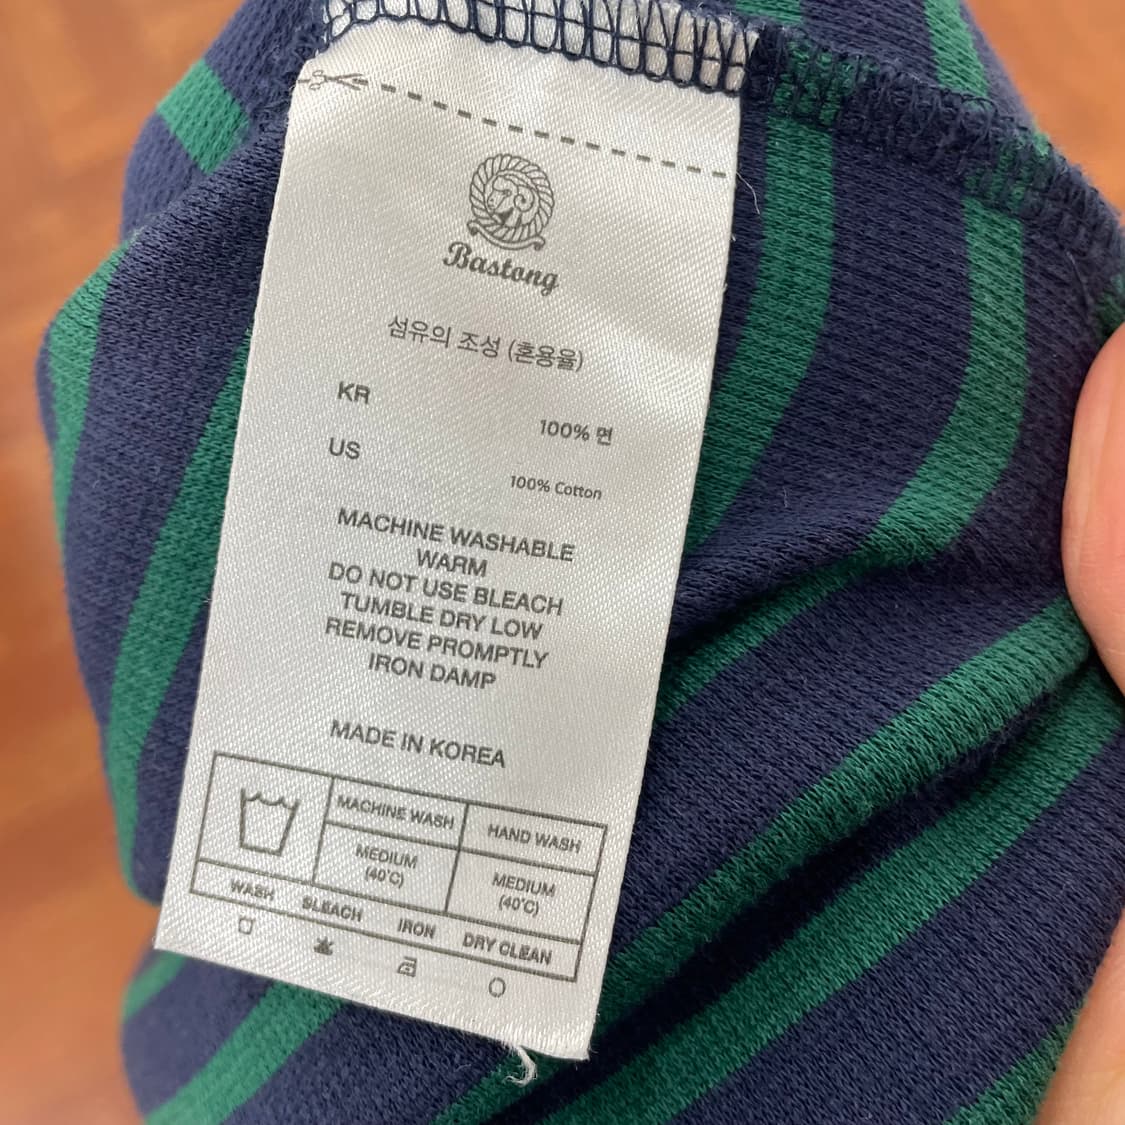 Bastong
섬유의 조성 (혼용율)
KR
100% 면
US
100% Cotton
MACHINE WASHABLE
WARM
DO NOT USE BLEACH
TUMBLE DRY LOW
REMOVE PROMPTLY
IRON DAMP
MADE IN KOREA
MACHINE WASH HAND WASH
MEDIUM MEDIUM
(40°C) (40°C)
WASH BLEACH IRON DRY CLEAN